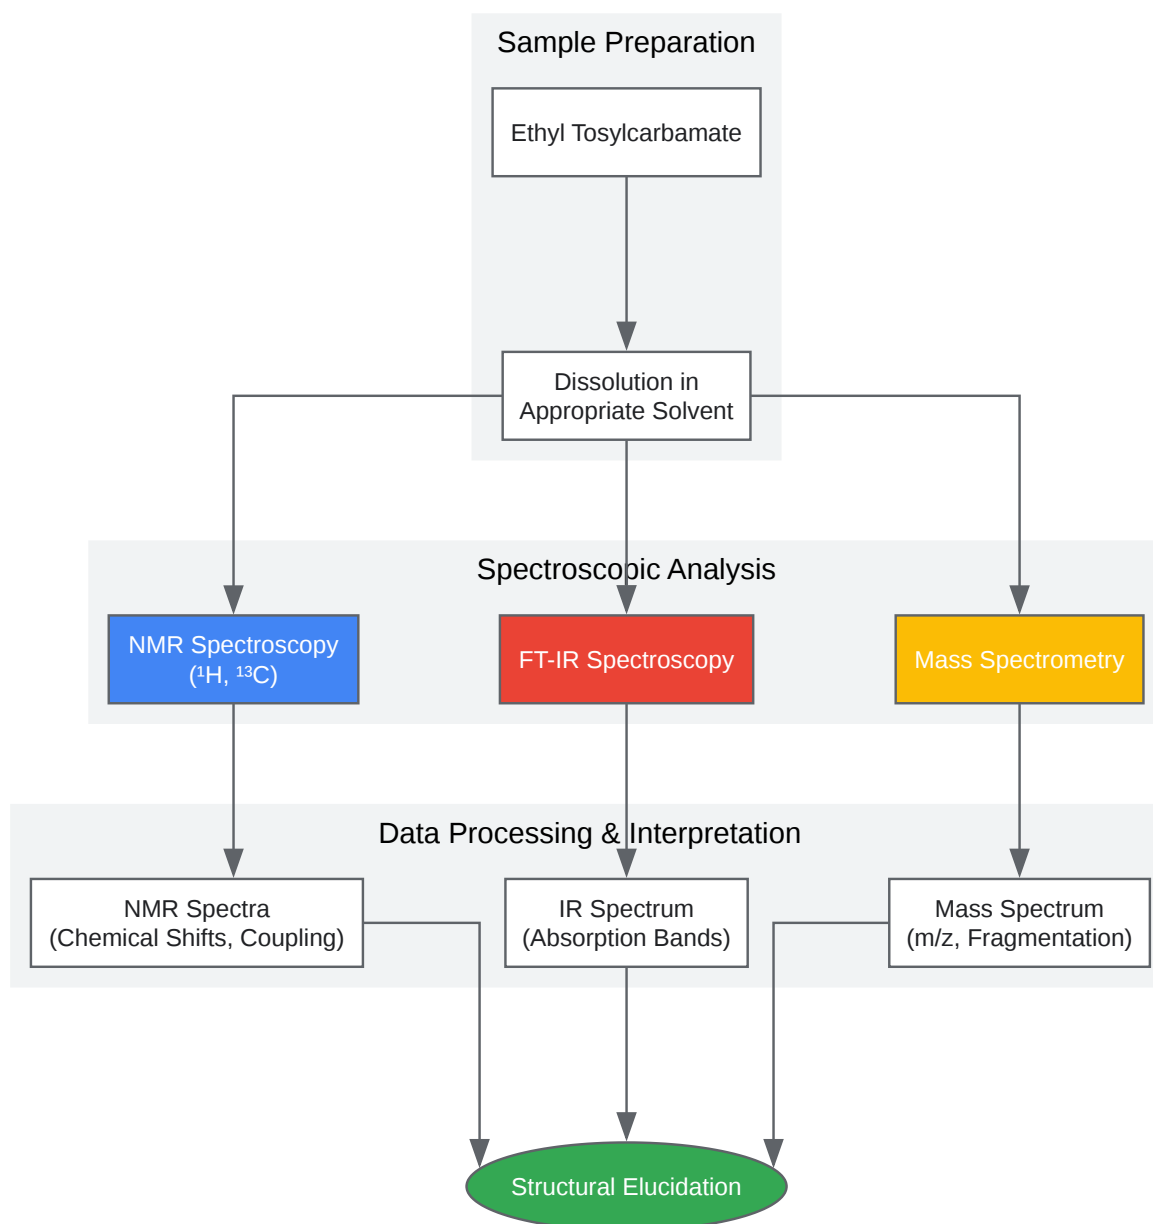 Sample Preparation
Ethyl Tosylcarbamate
Dissolution in
Appropriate Solvent
Spectroscopic Analysis
NMR Spectroscopy
(¹H, ¹³C)
FT-IR Spectroscopy
Mass Spectrometry
Data Processing & Interpretation
NMR Spectra
(Chemical Shifts, Coupling)
IR Spectrum
(Absorption Bands)
Mass Spectrum
(m/z, Fragmentation)
Structural Elucidation